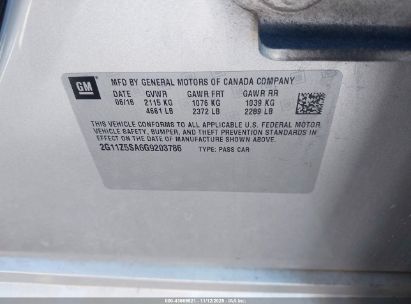 GM
MFD BY GENERAL MOTORS OF CANADA COMPANY
DATE GVWR GAWR FRT GAWR RR
06/16 2115 KG 1076 KG 1039 KG
4661 LB 2372 LB 2289 LB
THIS VEHICLE CONFORMS TO ALL APPLICABLE U.S. FEDERAL MOTOR
VEHICLE SAFETY, BUMPER, AND THEFT PREVENTION STANDARDS IN
EFFECT ON THE DATE OF MANUFACTURE SHOWN ABOVE.
2G11Z5SA6G9203786 TYPE: PASS CAR